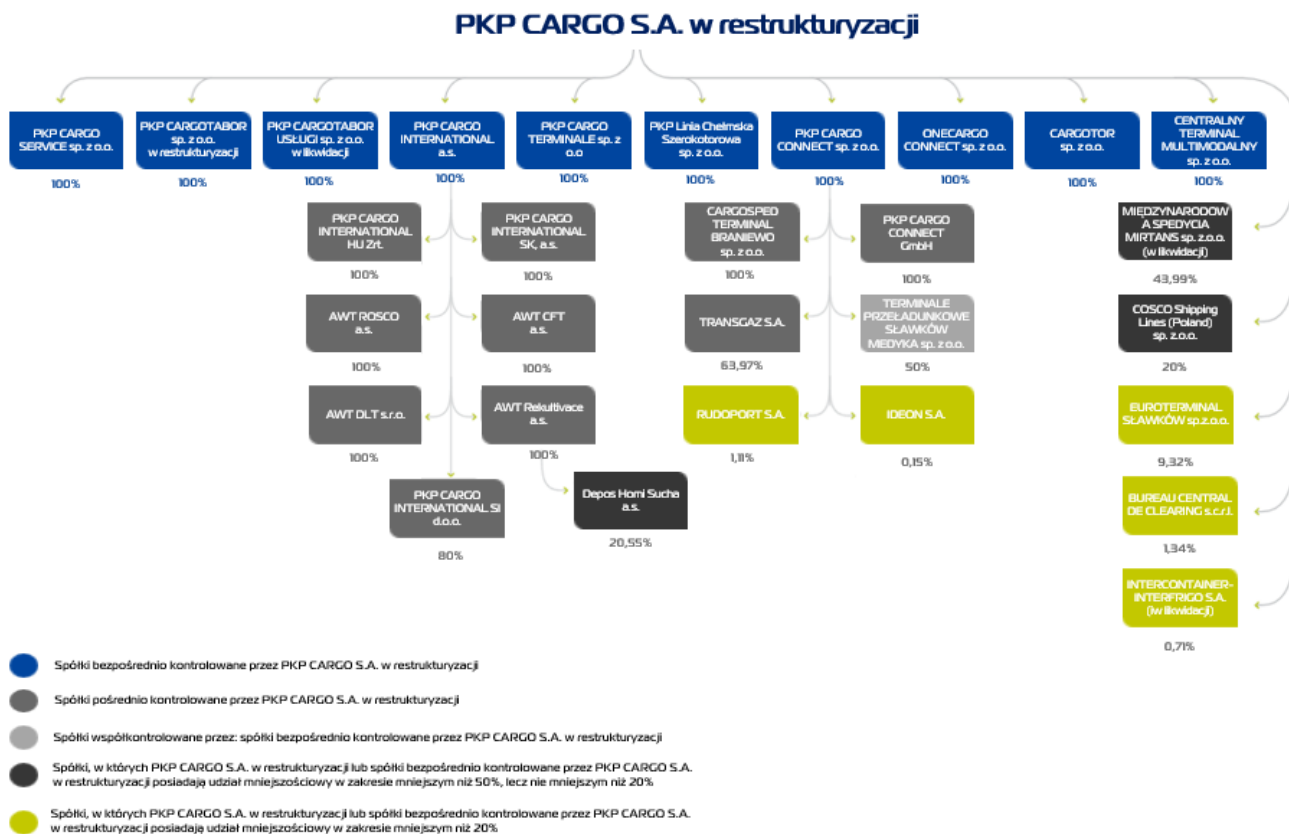 PKP CARGO S.A. w restrukturyzacji
PKP CARGO
SERVICE sp. z o.o.
100%
PKP CARGOTABOR
sp. z o.o.
w restrukturyzacji
100%
PKP CARGOTABOR
USŁUGI sp. z o.o.
w likwidacji
100%
PKP CARGO
INTERNATIONAL
a.s.
100%
PKP CARGO
TERMINALE sp. z
o.o
100%
PKP Linia Chełmska
Szerokotorowa
sp. z o.o.
100%
PKP CARGO
CONNECT sp. z o.o.
100%
ONECARGO
CONNECT sp. z o.o.
100%
CARGOTOR
sp. z o.o.
100%
CENTRALNY
TERMINAL
MULTIMODALNY
sp. z o.o.
100%
PKP CARGO
INTERNATIONAL
HU Zrt.
100%
PKP CARGO
INTERNATIONAL
SK, a.s.
100%
CARGOSPED
TERMINAL
BRANIEWO
sp. z o.o.
100%
PKP CARGO
CONNECT
GmbH
100%
MIĘDZYNARODOW
A SPEDYCJA
MIRTANS sp. z.o.o.
(w likwidacji)
43,99%
AWT ROSCO
a.s.
100%
AWT CFT
a.s.
100%
TRANSGAZ S.A.
63,97%
TERMINALE
PRZEŁADUNKOWE
SŁAWKÓW
MEDYKA sp. z o.o.
50%
COSCO Shipping
Lines (Poland)
sp. z.o.o.
20%
AWT DLT s.r.o.
100%
AWT Rekultivace
a.s.
100%
RUDOPORT S.A.
1,11%
IDEON S.A.
0,15%
EUROTERMINAL
SŁAWKÓW sp.z.o.o.
9,32%
PKP CARGO
INTERNATIONAL SI
d.o.o.
80%
Depos Horni Sucha
a.s.
20,55%
BUREAU CENTRAL
DE CLEARING s.c.r.l.
1,34%
INTERCONTAINER-
INTERFRIGO S.A.
(iw likwidacji)
0,71%
Spółki bezpośrednio kontrolowane przez PKP CARGO S.A. w restrukturyzacji
Spółki pośrednio kontrolowane przez PKP CARGO S.A. w restrukturyzacji
Spółki współkontrolowane przez: spółki bezpośrednio kontrolowane przez PKP CARGO S.A. w restrukturyzacji
Spółki, w których PKP CARGO S.A. w restrukturyzacji lub spółki bezpośrednio kontrolowane przez PKP CARGO S.A.
w restrukturyzacji posiadają udział mniejszościowy w zakresie mniejszym niż 50%, lecz nie mniejszym niż 20%
Spółki, w których PKP CARGO S.A. w restrukturyzacji lub spółki bezpośrednio kontrolowane przez PKP CARGO S.A.
w restrukturyzacji posiadają udział mniejszościowy w zakresie mniejszym niż 20%